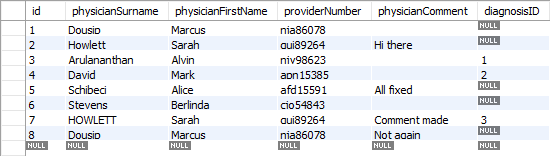 id physicianSurname physicianFirstName providerNumber physicianComment diagnosisID
1 Dousip Marcus nia86078 NULL
2 Howlett Sarah qui89264 Hi there NULL
3 Arulananthan Alvin niv98623 1
4 David Mark apn15385 2
5 Schibeci Alice afd15591 All fixed NULL
6 Stevens Berlinda cio54843 NULL
7 HOWLETT Sarah qui89264 Comment made 3
8 Dousip Marcus nia86078 Not again NULL
NULL NULL NULL NULL NULL NULL